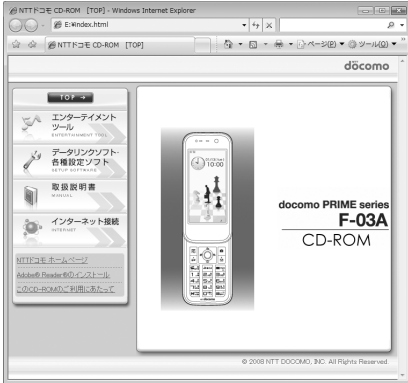 NTTドコモ CD-ROM [TOP] - Windows Internet Explorer
E:¥index.html
NTTドコモ CD-ROM [TOP]
ページ(P) ツール(O)
döcomo
TOP →
エンターテイメント
ツール
ENTERTAINMENT TOOL
データリンクソフト・
各種設定ソフト
SETUP SOFTWARE
取扱説明書
MANUAL
インターネット接続
INTERNET
NTTドコモ ホームページ
Adobe® Reader®のインストール
このCD-ROMのご利用にあたって
10:00
docomo PRIME series
F-03A
CD-ROM
© 2008 NTT DOCOMO, INC. All Rights Reserved.